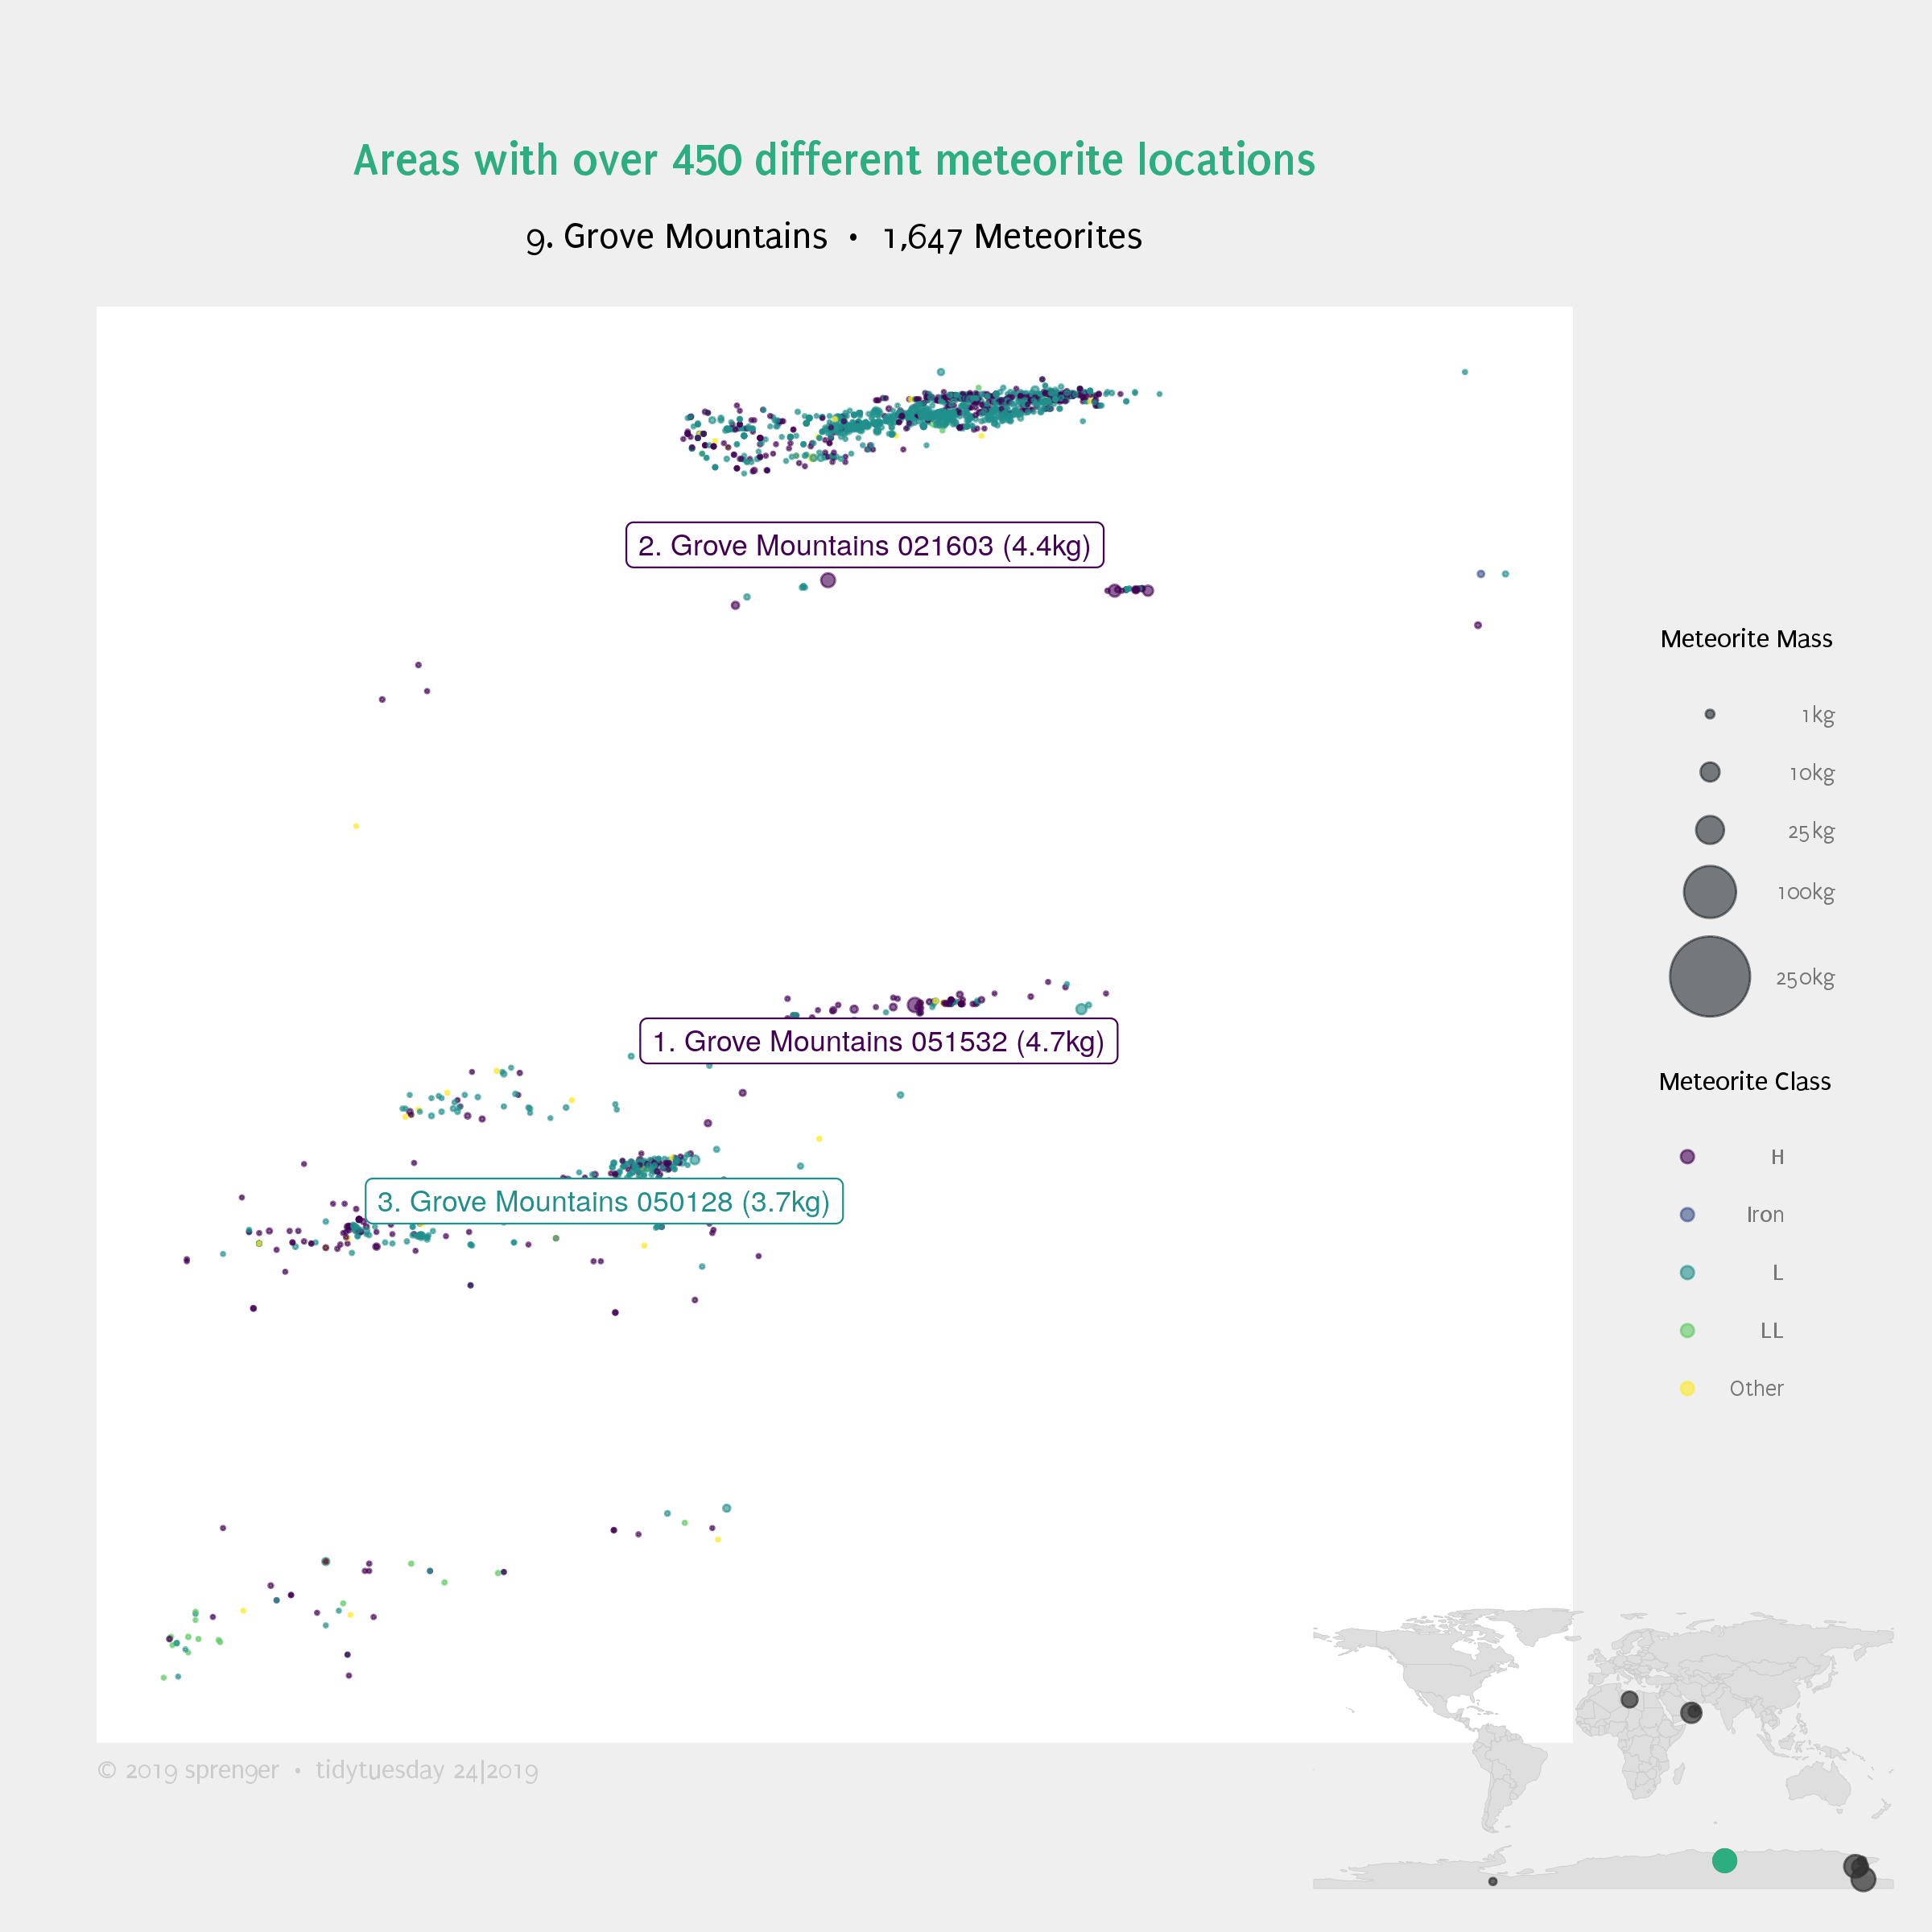 Areas with over 450 different meteorite locations
9. Grove Mountains • 1,647 Meteorites
2. Grove Mountains 021603 (4.4kg)
1. Grove Mountains 051532 (4.7kg)
3. Grove Mountains 050128 (3.7kg)
Meteorite Mass
1kg
10kg
25kg
100kg
250kg
Meteorite Class
H
Iron
L
LL
Other
© 2019 sprenger • tidytuesday 24|2019